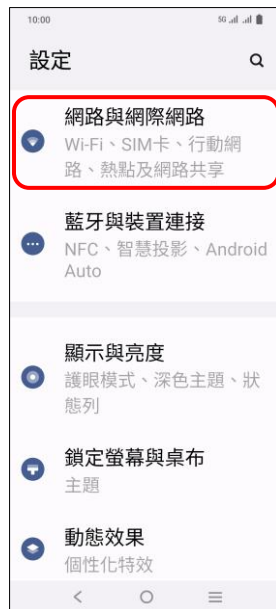 10:00
5G
設定
網路與網際網路
Wi-Fi、SIM卡、行動網
路、熱點及網路共享
藍牙與裝置連接
NFC、智慧投影、Android
Auto
顯示與亮度
護眼模式、深色主題、狀
態列
鎖定螢幕與桌布
主題
動態效果
個性化特效